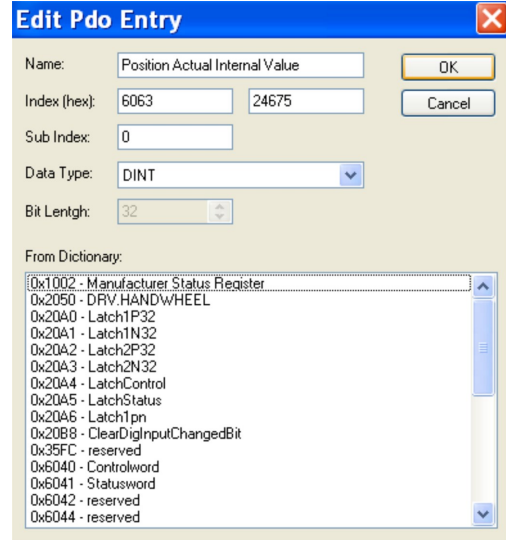 Edit Pdo Entry
Name: Position Actual Internal Value OK
Index (hex): 6063 24675 Cancel
Sub Index: 0
Data Type: DINT
Bit Lentgh: 32
From Dictionary:
0x1002 - Manufacturer Status Register
0x2050 - DRV.HANDWHEEL
0x20A0 - Latch1P32
0x20A1 - Latch1N32
0x20A2 - Latch2P32
0x20A3 - Latch2N32
0x20A4 - LatchControl
0x20A5 - LatchStatus
0x20A6 - Latch1pn
0x20B8 - ClearDigInputChangedBit
0x35FC - reserved
0x6040 - Controlword
0x6041 - Statusword
0x6042 - reserved
0x6044 - reserved